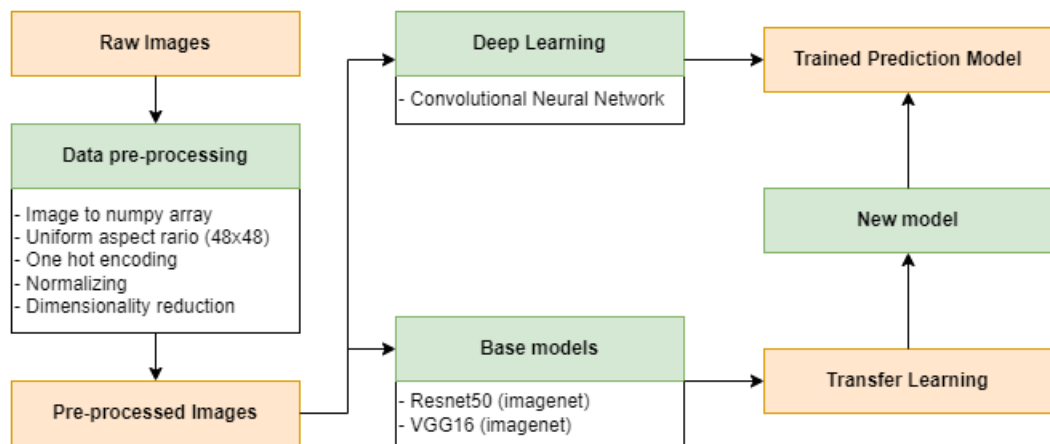 Raw Images
Data pre-processing
- Image to numpy array
- Uniform aspect rario (48x48)
- One hot encoding
- Normalizing
- Dimensionality reduction
Pre-processed Images
Deep Learning
- Convolutional Neural Network
Base models
- Resnet50 (imagenet)
- VGG16 (imagenet)
Trained Prediction Model
New model
Transfer Learning